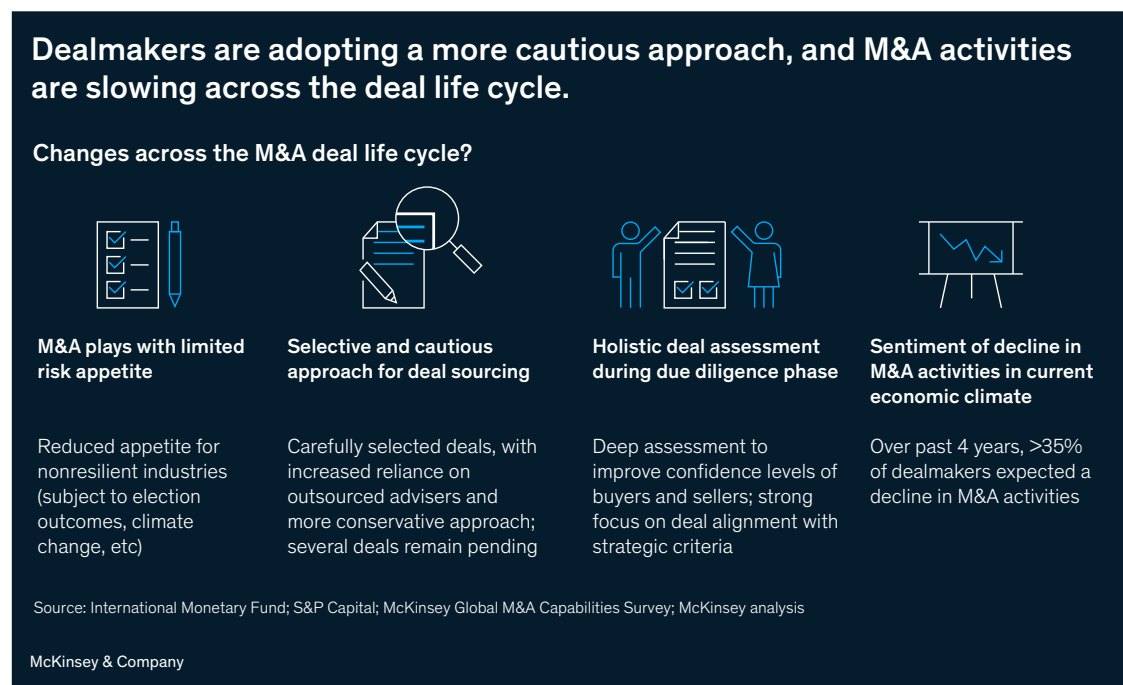 Dealmakers are adopting a more cautious approach, and M&A activities
are slowing across the deal life cycle.
Changes across the M&A deal life cycle?
M&A plays with limited
risk appetite
Reduced appetite for
nonresilient industries
(subject to election
outcomes, climate
change, etc)
Selective and cautious
approach for deal sourcing
Carefully selected deals, with
increased reliance on
outsourced advisers and
more conservative approach;
several deals remain pending
Holistic deal assessment
during due diligence phase
Deep assessment to
improve confidence levels of
buyers and sellers; strong
focus on deal alignment with
strategic criteria
Sentiment of decline in
M&A activities in current
economic climate
Over past 4 years, >35%
of dealmakers expected a
decline in M&A activities
Source: International Monetary Fund; S&P Capital; McKinsey Global M&A Capabilities Survey; McKinsey analysis
McKinsey & Company